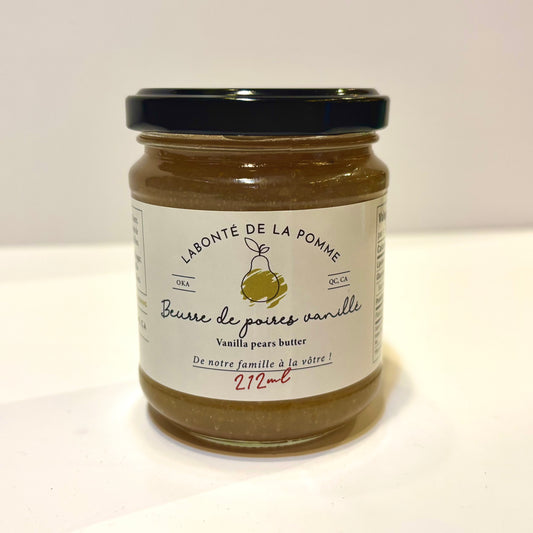 LABONTÉ DE LA POMME
OKA
QC, CA
Beurre de poires vanillé
Vanilla pears butter
De notre famille à la vôtre !
212ml